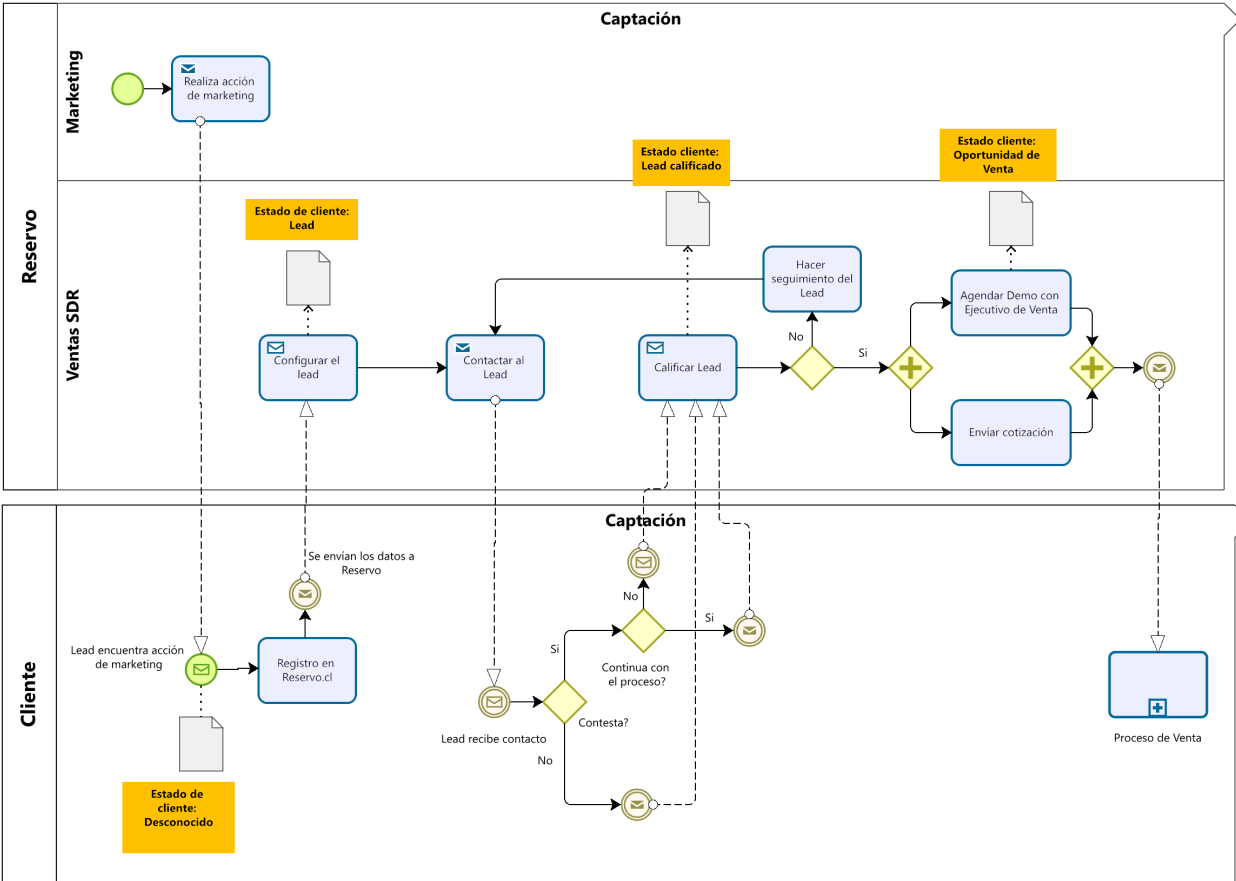 Captación
Reservo
Marketing
Realiza acción
de marketing
Ventas SDR
Estado de cliente:
Lead
Configurar el
lead
Contactar al
Lead
Estado cliente:
Lead calificado
Calificar Lead
Hacer
seguimiento del
Lead
No
Si
Estado cliente:
Oportunidad de
Venta
Agendar Demo con
Ejecutivo de Venta
Enviar cotización
Captación
Cliente
Lead encuentra acción
de marketing
Estado de
cliente:
Desconocido
Registro en
Reservo.cl
Se envían los datos a
Reservo
Lead recibe contacto
Contesta?
Si
No
Continua con
el proceso?
No
Si
Proceso de Venta